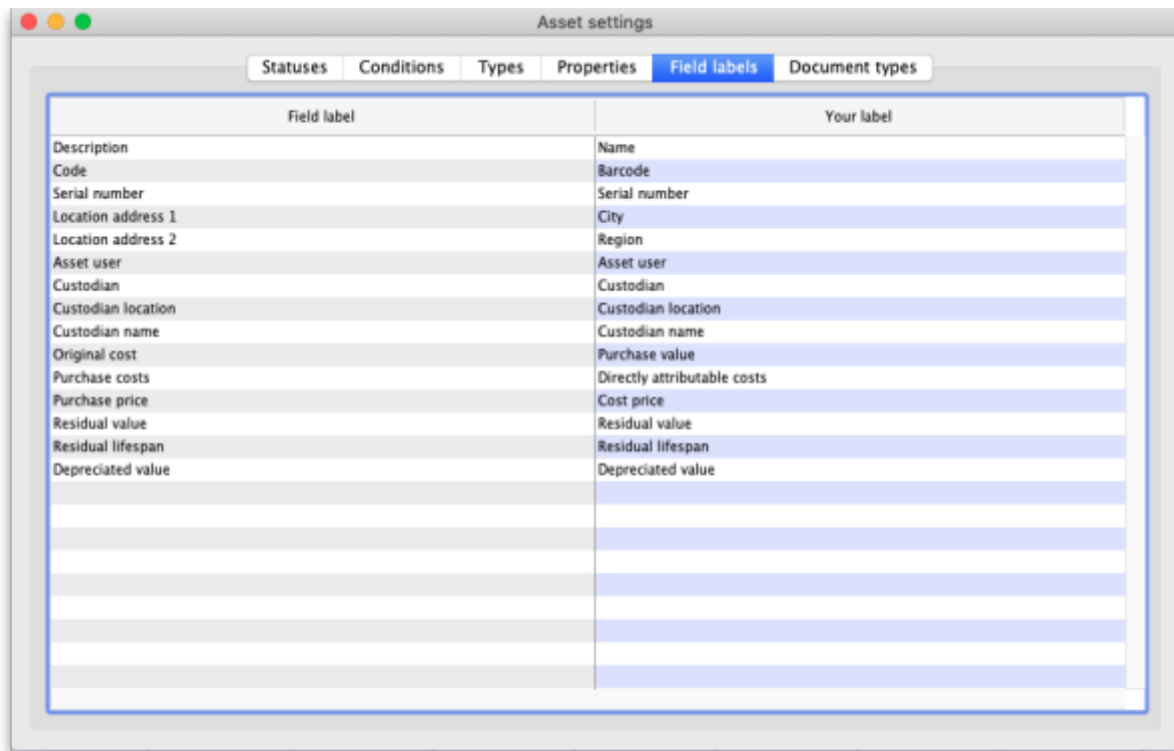 Asset settings
Statuses Conditions Types Properties Field labels Document types
Field label Your label
Description Name
Code Barcode
Serial number Serial number
Location address 1 City
Location address 2 Region
Asset user Asset user
Custodian Custodian
Custodian location Custodian location
Custodian name Custodian name
Original cost Purchase value
Purchase costs Directly attributable costs
Purchase price Cost price
Residual value Residual value
Residual lifespan Residual lifespan
Depreciated value Depreciated value